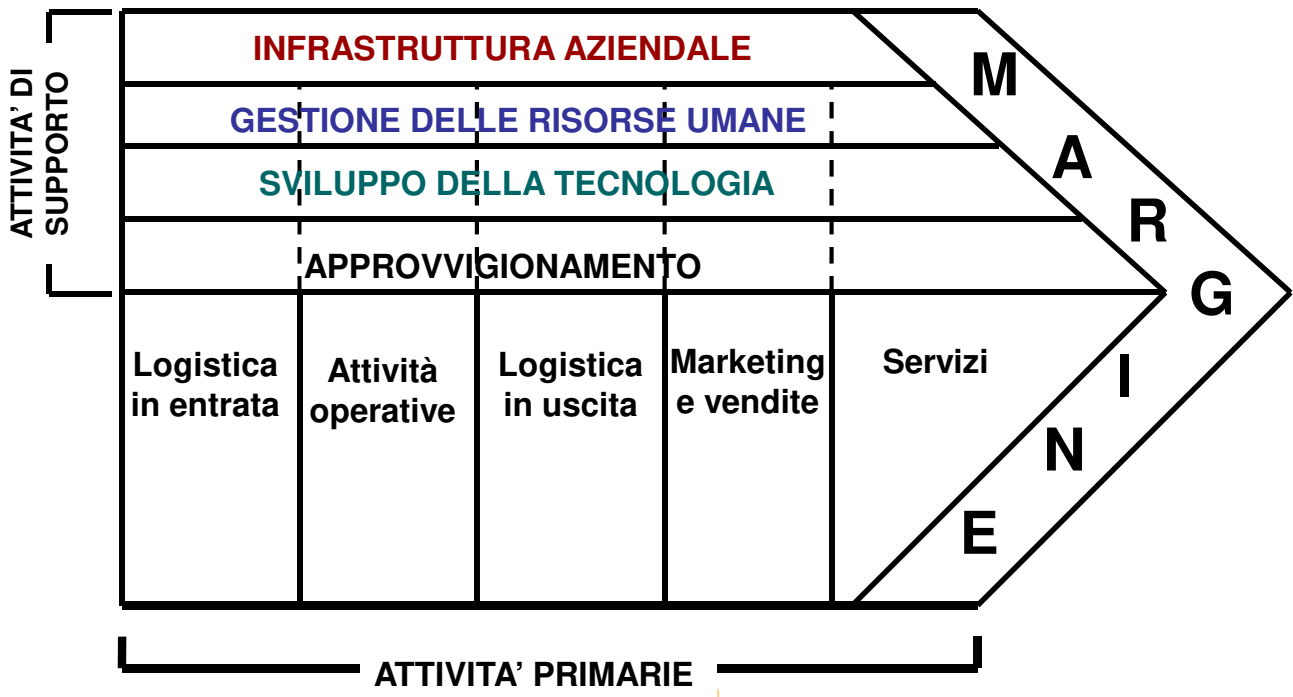 ATTIVITA' DI
SUPPORTO
INFRASTRUTTURA AZIENDALE
GESTIONE DELLE RISORSE UMANE
SVILUPPO DELLA TECNOLOGIA
APPROVVIGIONAMENTO
Logistica
in entrata
Attività
operative
Logistica
in uscita
Marketing
e vendite
Servizi
MARGINE
ATTIVITA' PRIMARIE